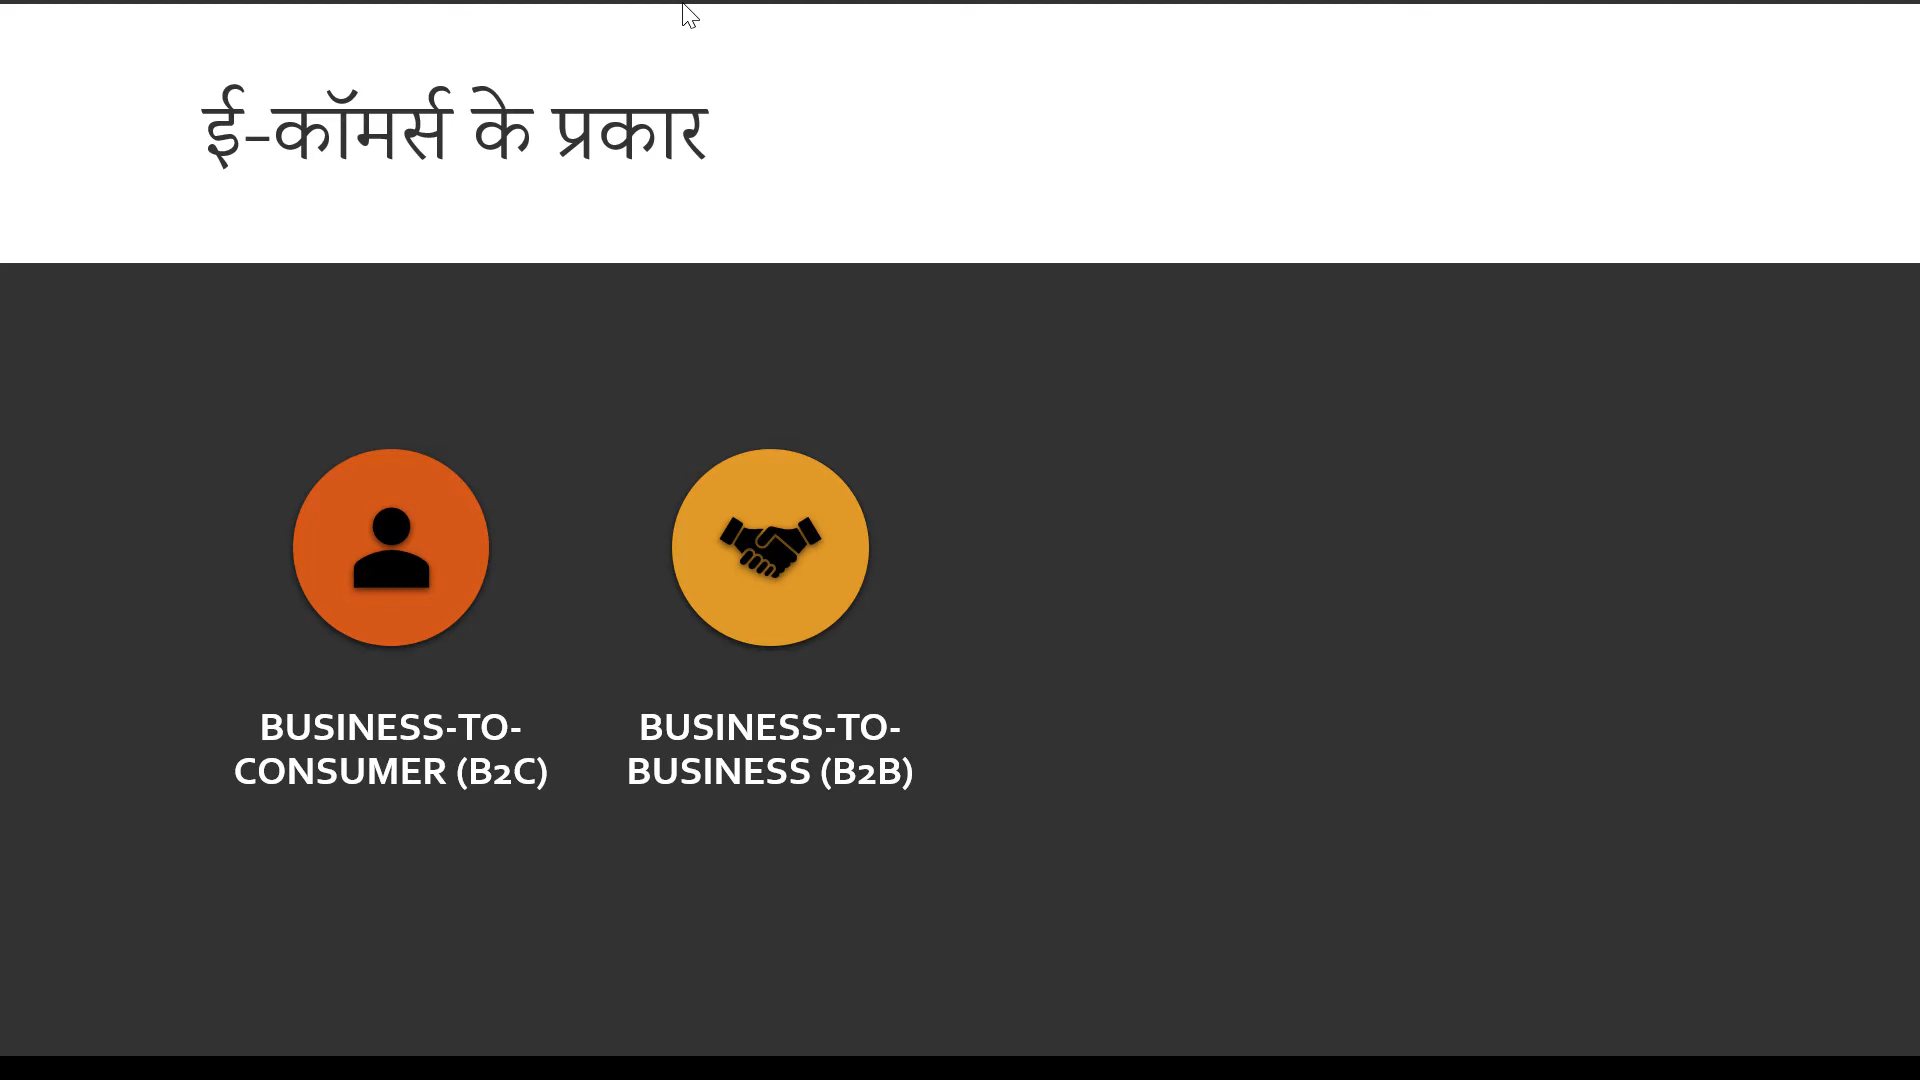 ई-कॉमर्स के प्रकार
BUSINESS-TO-
CONSUMER (B2C)
BUSINESS-TO-
BUSINESS (B2B)